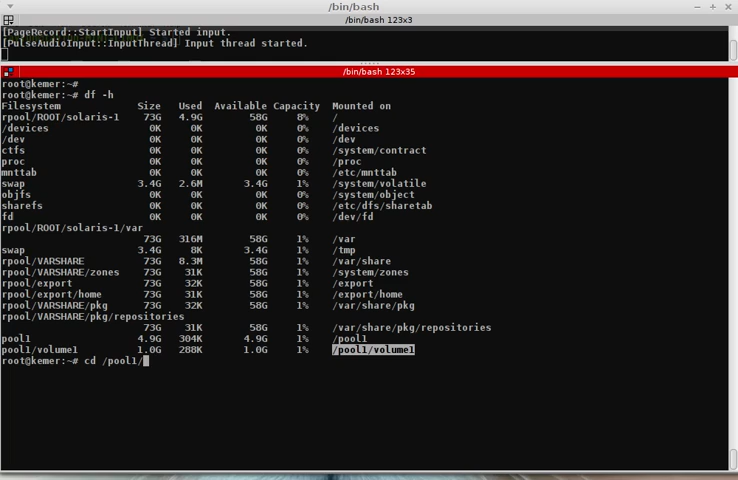 /bin/bash
/bin/bash 123x3
[PageRecord::StartInput] Started input.
[PulseAudioInput::InputThread] Input thread started.
/bin/bash 123x35
root@kemer:~#
root@kemer:~# df -h
Filesystem Size Used Available Capacity Mounted on
rpool/ROOT/solaris-1 73G 4.9G 58G 8% /
/devices 0K 0K 0K 0% /devices
/dev 0K 0K 0K 0% /dev
ctfs 0K 0K 0K 0% /system/contract
proc 0K 0K 0K 0% /proc
mnttab 0K 0K 0K 0% /etc/mnttab
swap 3.4G 2.6M 3.4G 1% /system/volatile
objfs 0K 0K 0K 0% /system/object
sharefs 0K 0K 0K 0% /etc/dfs/sharetab
fd 0K 0K 0K 0% /dev/fd
rpool/ROOT/solaris-1/var
73G 316M 58G 1% /var
swap 3.4G 8K 3.4G 1% /tmp
rpool/VARSHARE 73G 8.3M 58G 1% /var/share
rpool/VARSHARE/zones 73G 31K 58G 1% /system/zones
rpool/export 73G 32K 58G 1% /export
rpool/export/home 73G 31K 58G 1% /export/home
rpool/VARSHARE/pkg 73G 32K 58G 1% /var/share/pkg
rpool/VARSHARE/pkg/repositories
73G 31K 58G 1% /var/share/pkg/repositories
pool1 4.9G 304K 4.9G 1% /pool1
pool1/volume1 1.0G 288K 1.0G 1% /pool1/volume1
root@kemer:~# cd /pool1/